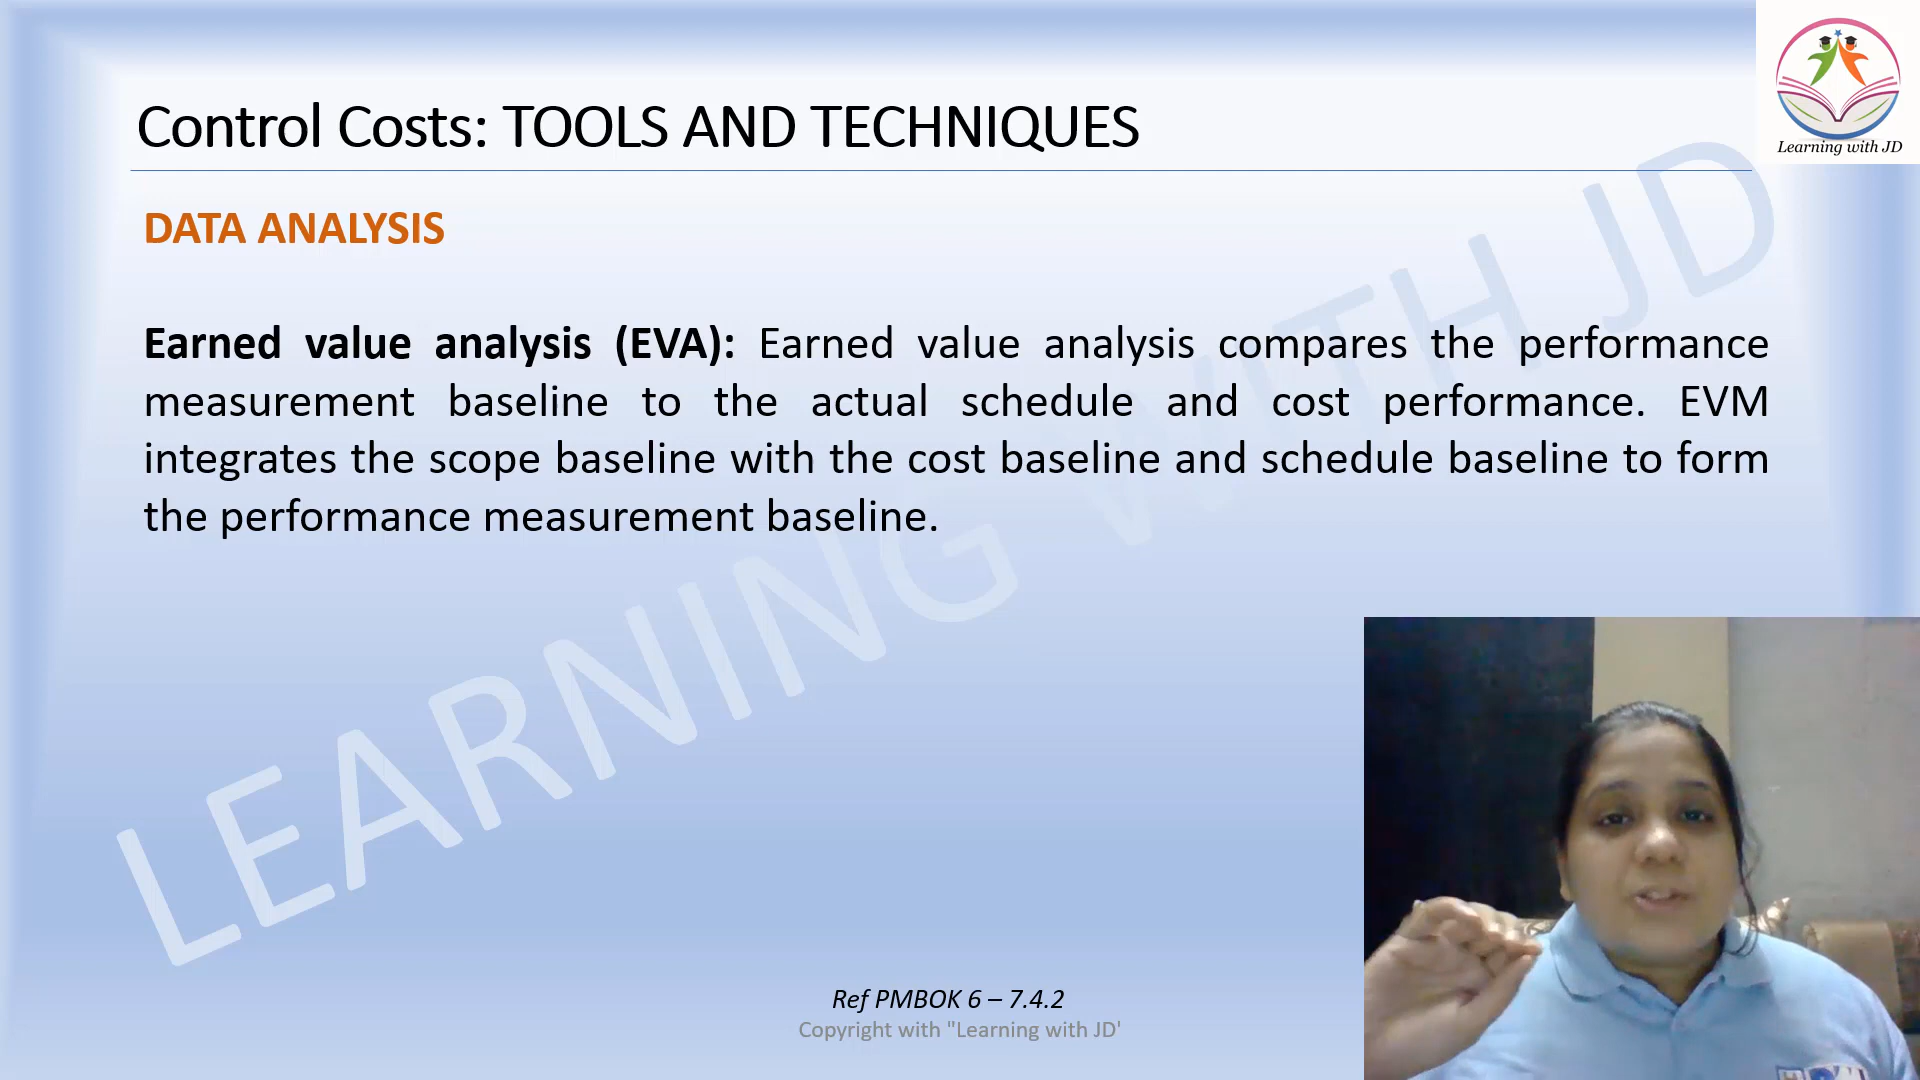 Control Costs: TOOLS AND TECHNIQUES
Learning with JD
DATA ANALYSIS
Earned value analysis (EVA): Earned value analysis compares the performance
measurement baseline to the actual schedule and cost performance. EVM
integrates the scope baseline with the cost baseline and schedule baseline to form
the performance measurement baseline.
LEARNING WITH JD
Ref PMBOK 6 – 7.4.2
Copyright with "Learning with JD'